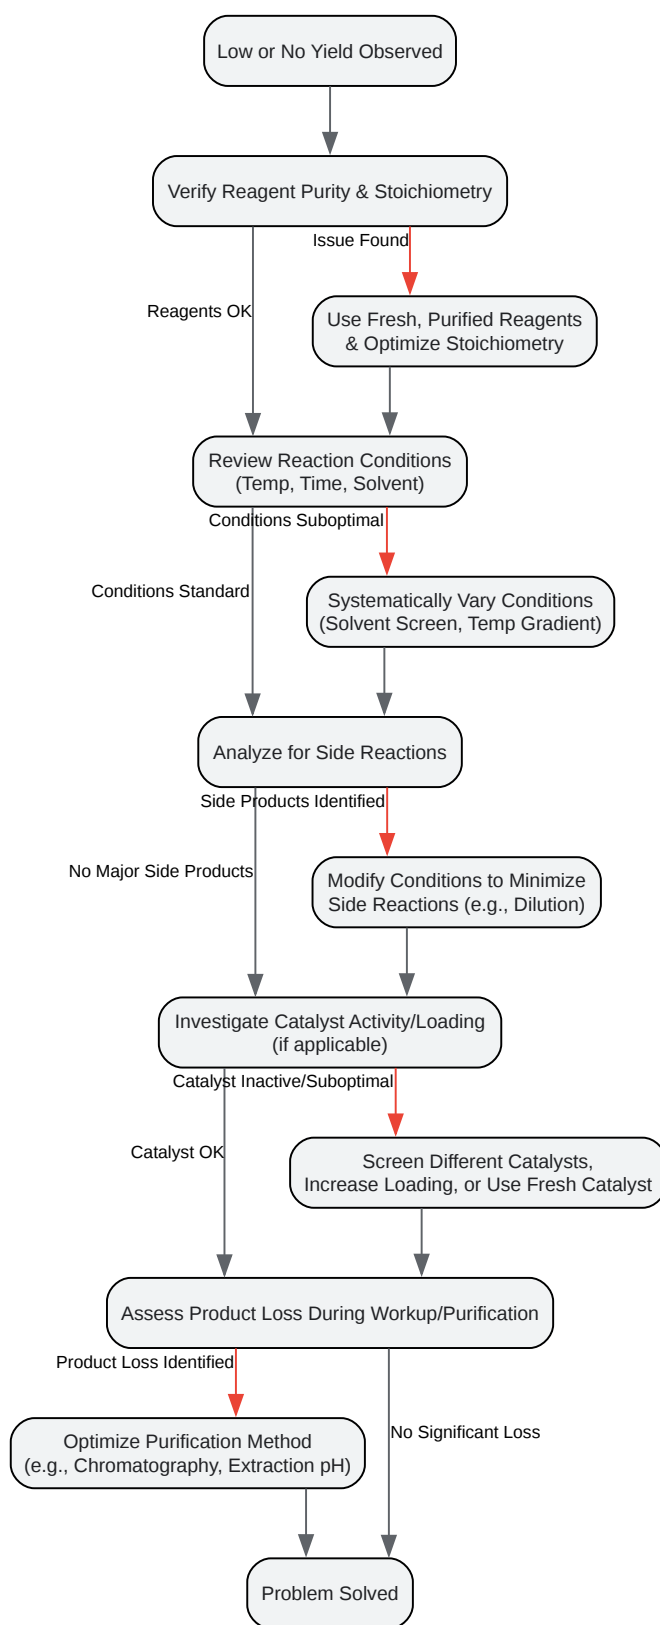 Low or No Yield Observed
Verify Reagent Purity & Stoichiometry
Issue Found
Reagents OK
Use Fresh, Purified Reagents
& Optimize Stoichiometry
Review Reaction Conditions
(Temp, Time, Solvent)
Conditions Suboptimal
Conditions Standard
Systematically Vary Conditions
(Solvent Screen, Temp Gradient)
Analyze for Side Reactions
Side Products Identified
No Major Side Products
Modify Conditions to Minimize
Side Reactions (e.g., Dilution)
Investigate Catalyst Activity/Loading
(if applicable)
Catalyst Inactive/Suboptimal
Catalyst OK
Screen Different Catalysts,
Increase Loading, or Use Fresh Catalyst
Assess Product Loss During Workup/Purification
Product Loss Identified
No Significant Loss
Optimize Purification Method
(e.g., Chromatography, Extraction pH)
Problem Solved